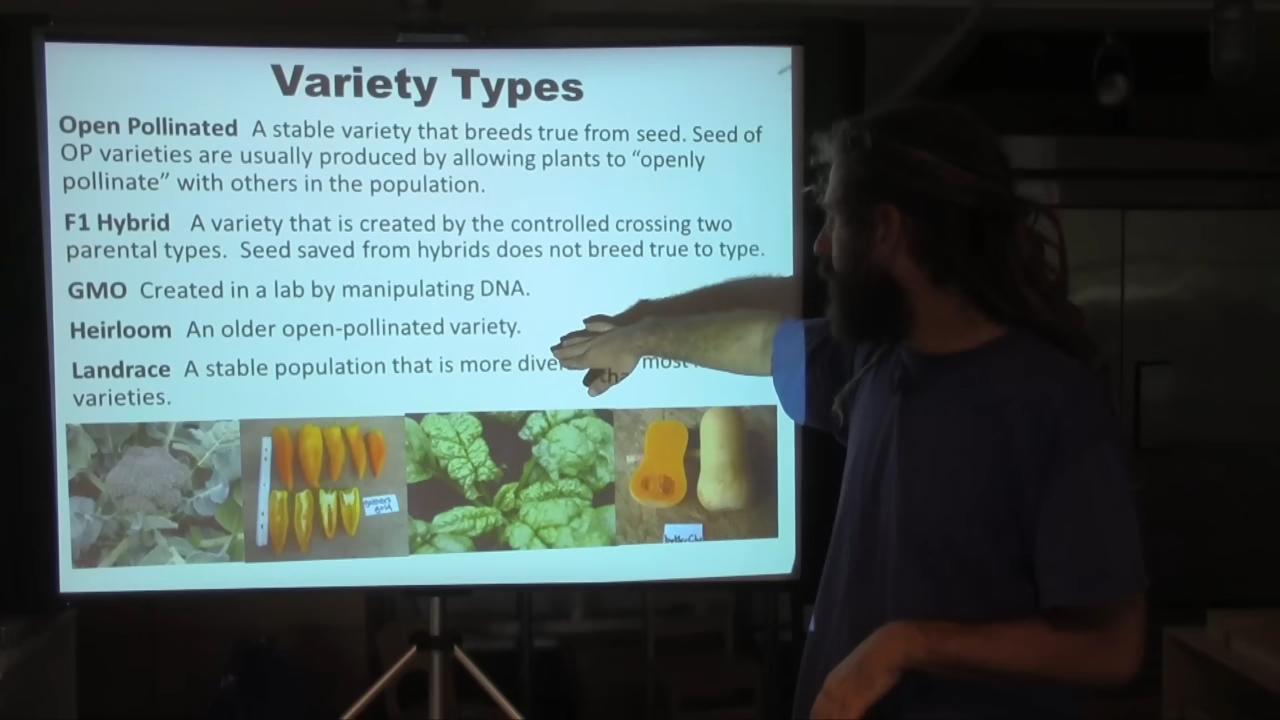 Variety Types
Open Pollinated A stable variety that breeds true from seed. Seed of
OP varieties are usually produced by allowing plants to “openly
pollinate” with others in the population.
F1 Hybrid A variety that is created by the controlled crossing two
parental types. Seed saved from hybrids does not breed true to type.
GMO Created in a lab by manipulating DNA.
Heirloom An older open-pollinated variety.
Landrace A stable population that is more most
varieties.
gold